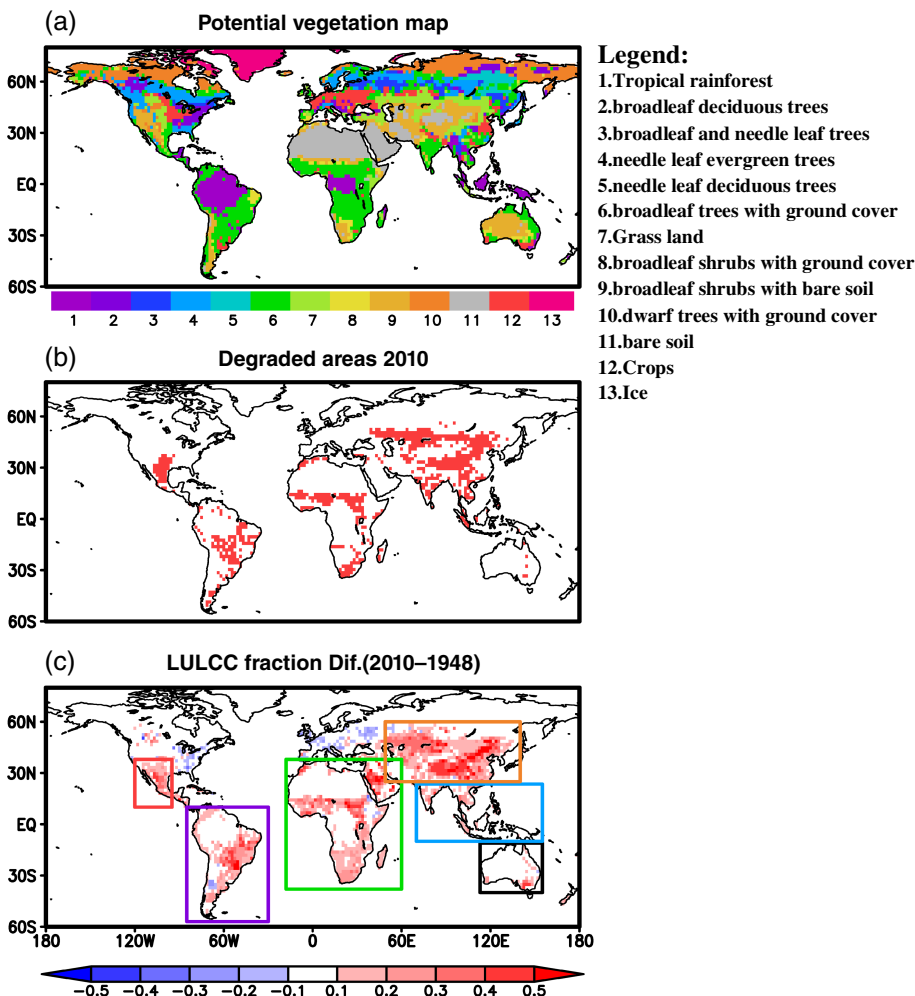 (a) Potential vegetation map
60N
30N
EQ
30S
60S
1 2 3 4 5 6 7 8 9 10 11 12 13
Legend:
1.Tropical rainforest
2.broadleaf deciduous trees
3.broadleaf and needle leaf trees
4.needle leaf evergreen trees
5.needle leaf deciduous trees
6.broadleaf trees with ground cover
7.Grass land
8.broadleaf shrubs with ground cover
9.broadleaf shrubs with bare soil
10.dwarf trees with ground cover
11.bare soil
12.Crops
13.Ice
(b) Degraded areas 2010
60N
30N
EQ
30S
60S
(c) LULCC fraction Dif.(2010–1948)
60N
30N
EQ
30S
60S
180 120W 60W 0 60E 120E 180
−0.5 −0.4 −0.3 −0.2 −0.1 0.1 0.2 0.3 0.4 0.5